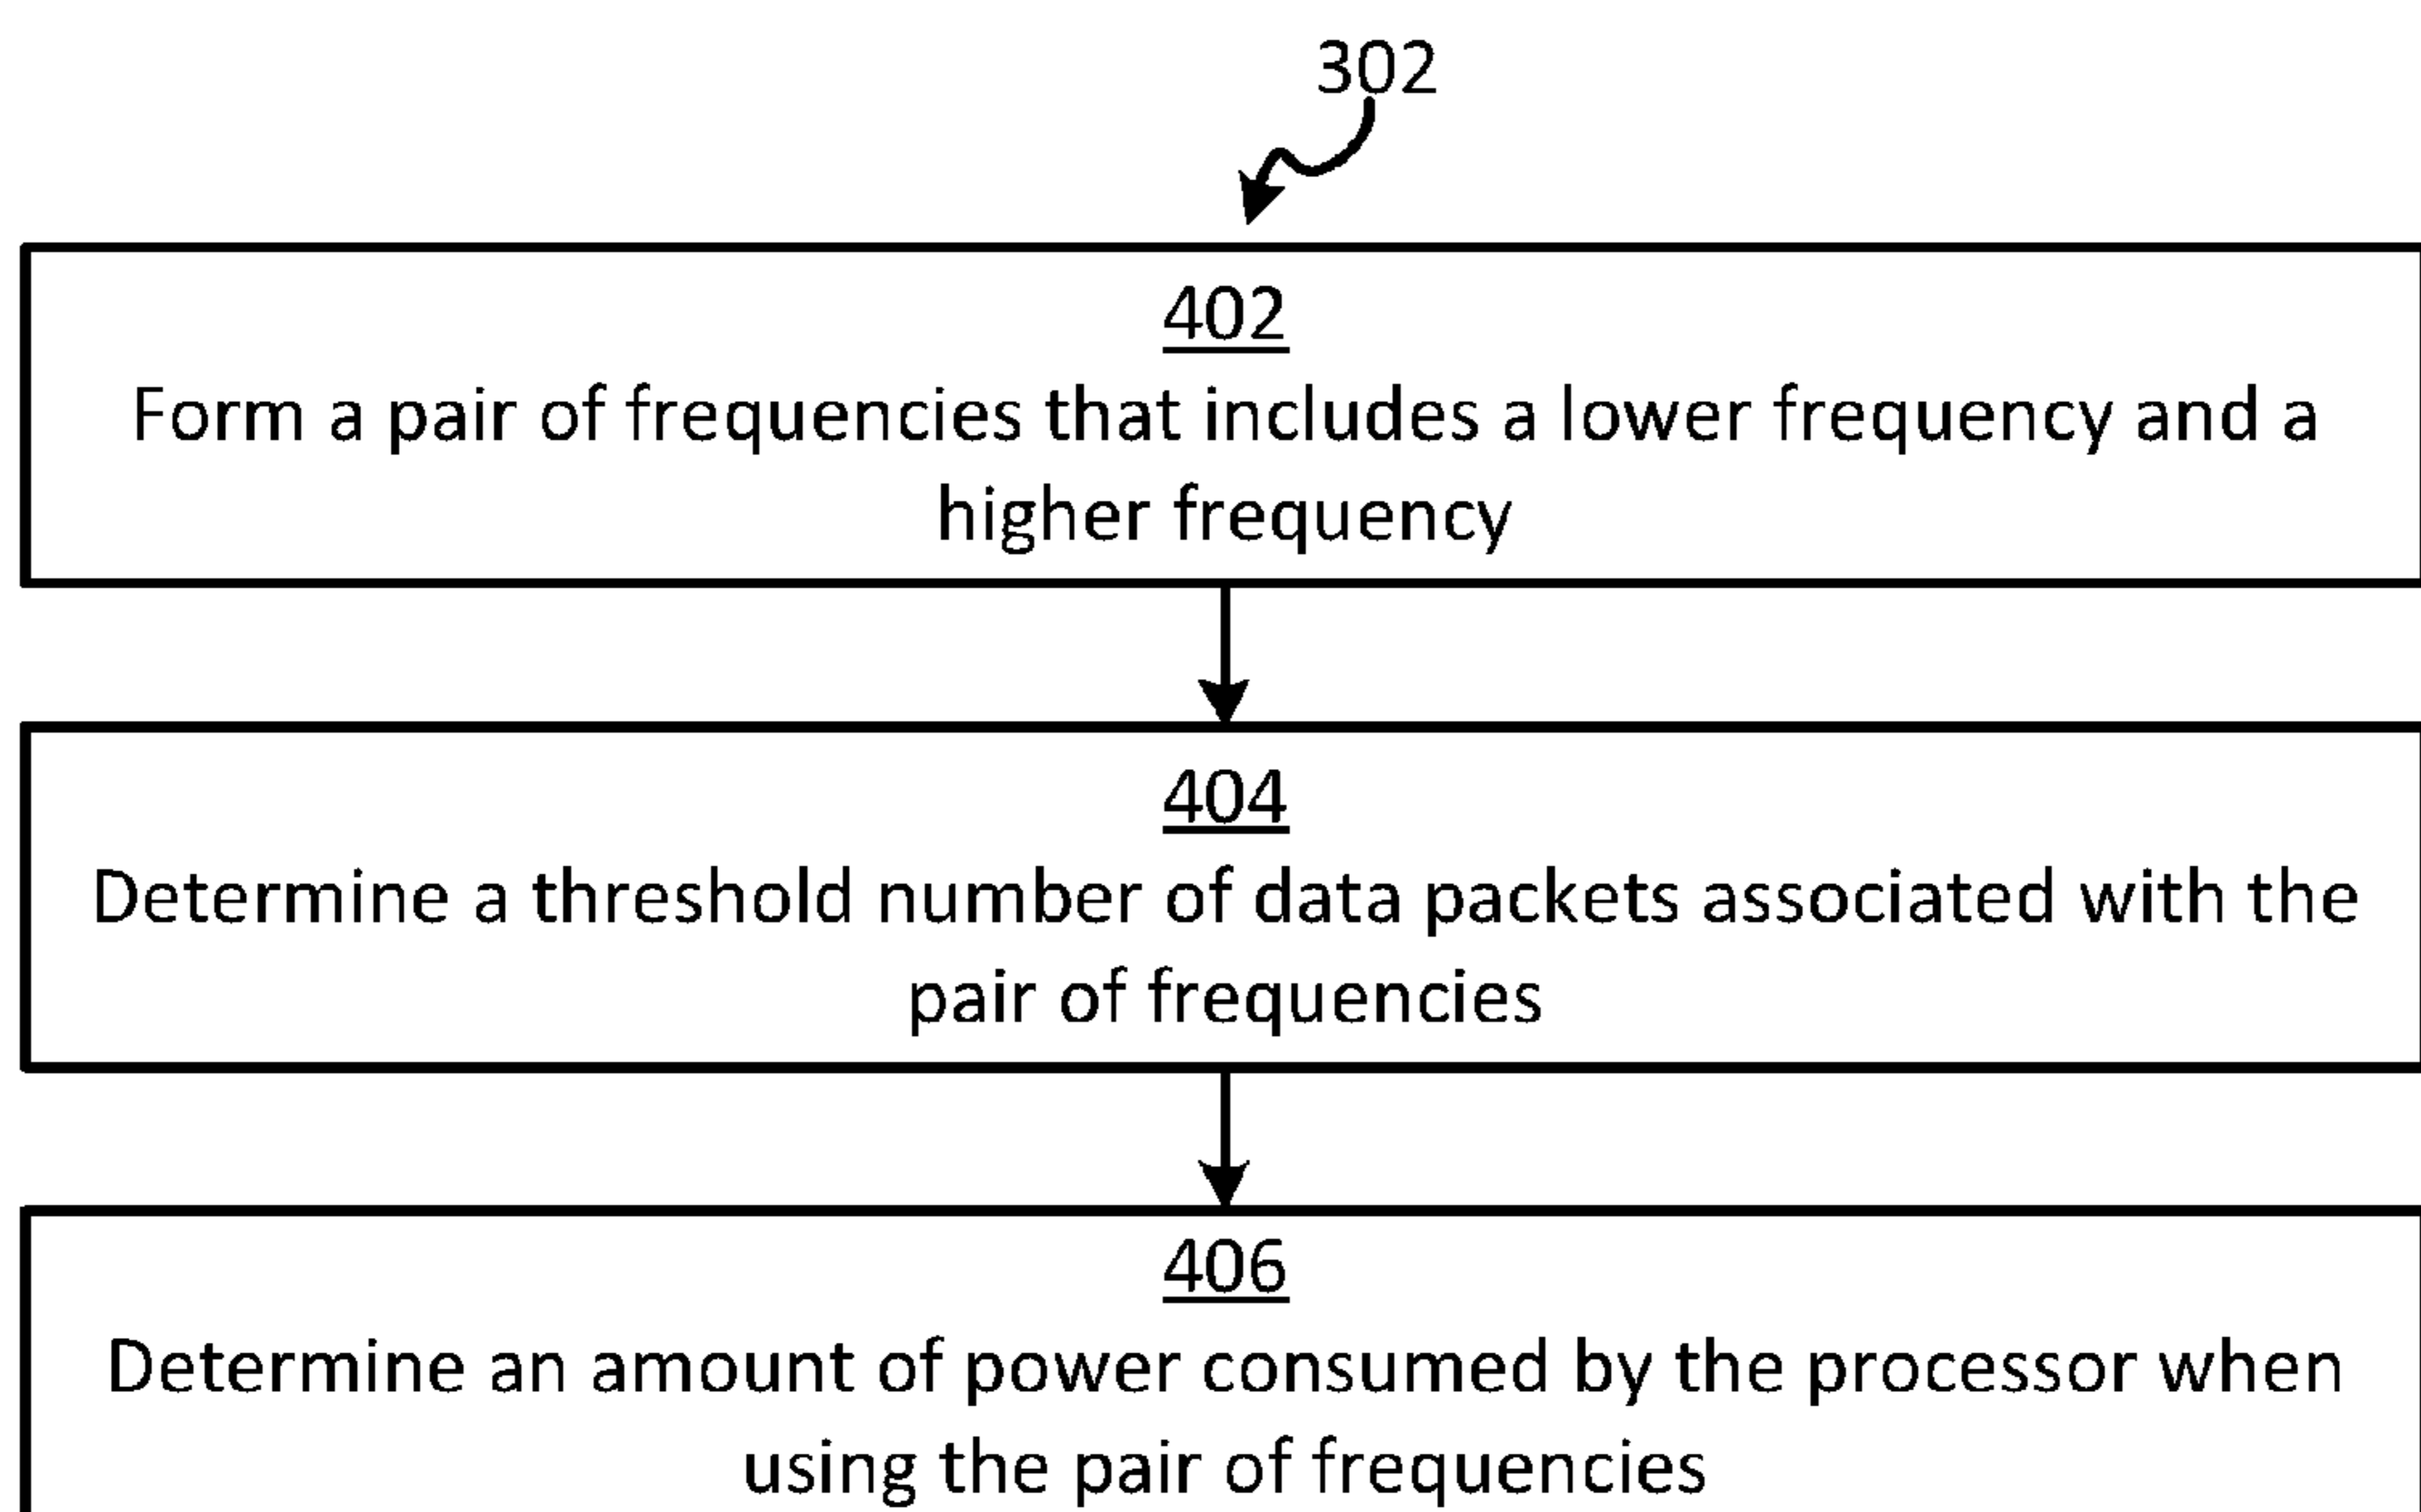 302
402
Form a pair of frequencies that includes a lower frequency and a
higher frequency
404
Determine a threshold number of data packets associated with the
pair of frequencies
406
Determine an amount of power consumed by the processor when
using the pair of frequencies